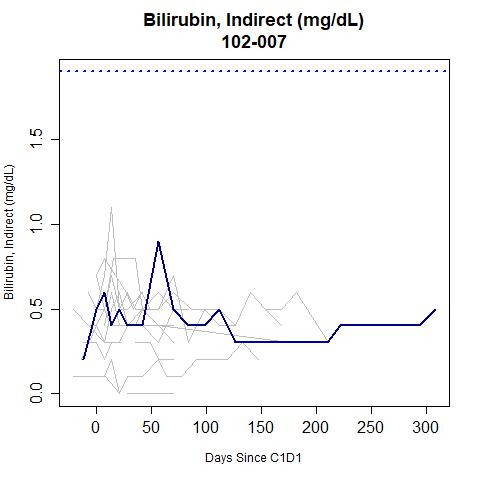 Bilirubin, Indirect (mg/dL)
102-007
Bilirubin, Indirect (mg/dL)
1.5
1.0
0.5
0.0
0 50 100 150 200 250 300
Days Since C1D1